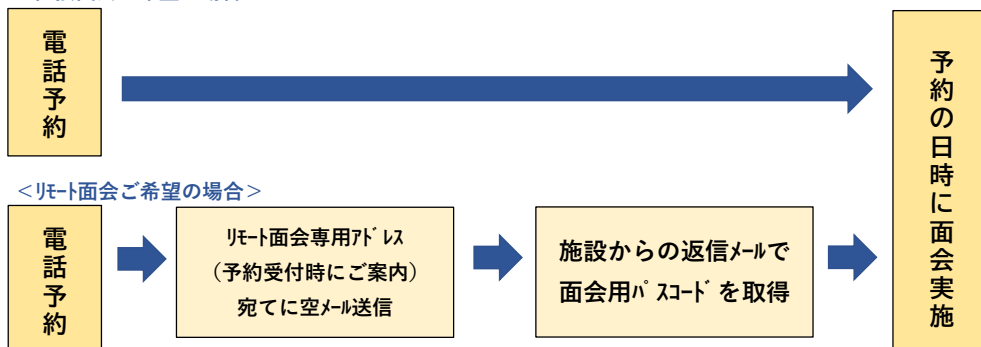 電話予約
予約の日時に面会実施
＜ﾘﾓｰﾄ面会ご希望の場合＞
電話予約
ﾘﾓｰﾄ面会専用ｱﾄﾞﾚｽ
（予約受付時にご案内）
宛てに空ﾒｰﾙ送信
施設からの返信ﾒｰﾙで
面会用ﾊﾟｽｺｰﾄﾞを取得